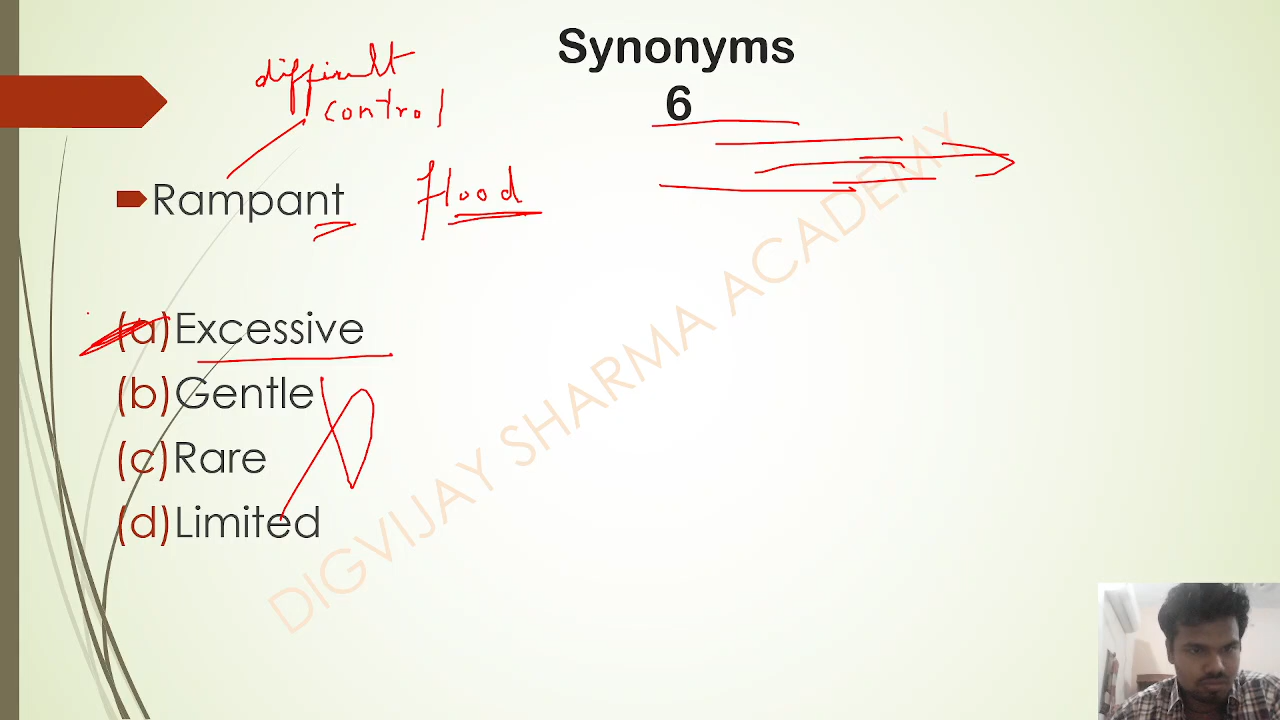 Synonyms
6
difficult
control
Rampant
flood
(a) Excessive
(b) Gentle
(c) Rare
(d) Limited
DIGVIJAY SHARMA ACADEMY